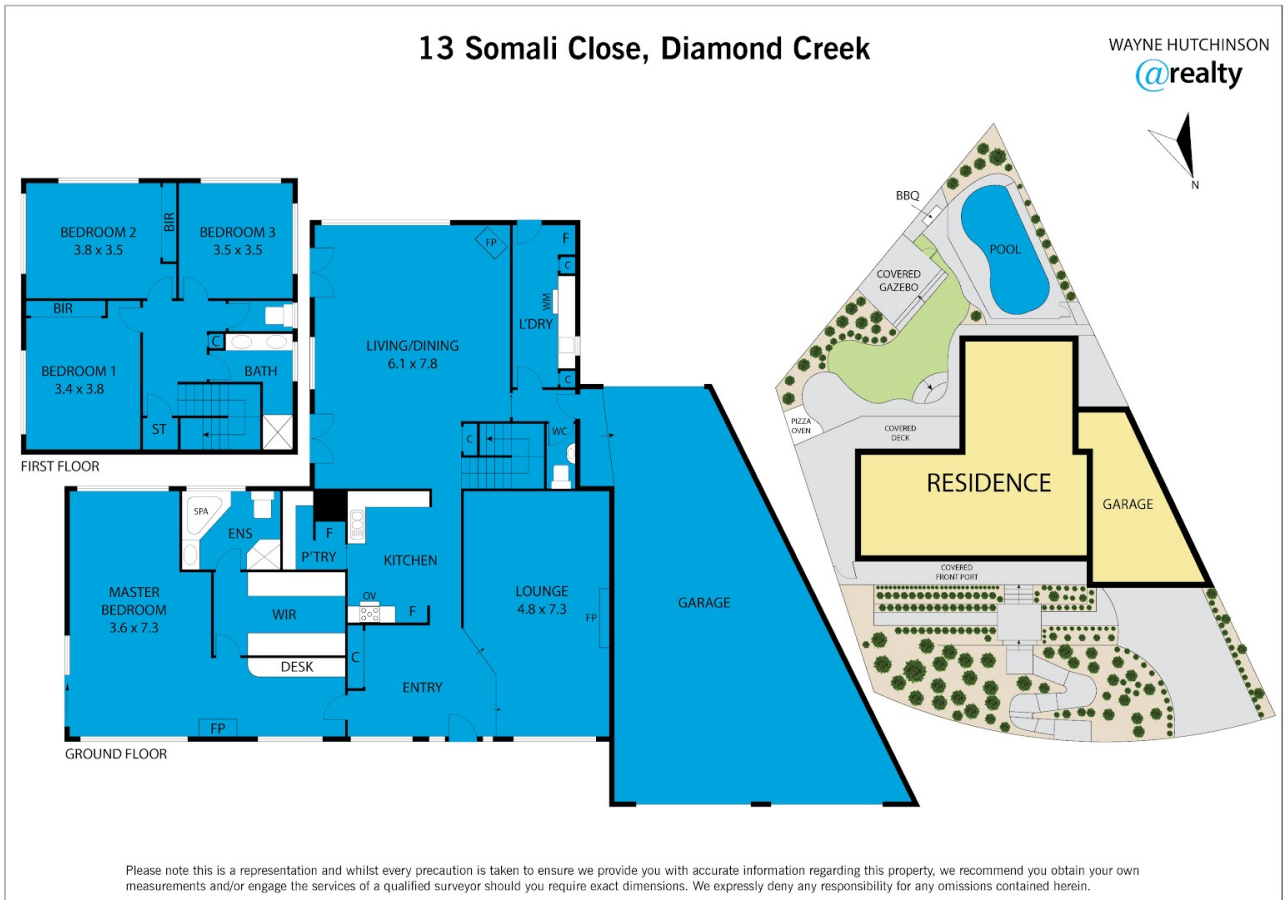 13 Somali Close, Diamond Creek
WAYNE HUTCHINSON
@realty
N
BEDROOM 2
3.8 x 3.5
BIR
BEDROOM 3
3.5 x 3.5
BIR
BEDROOM 1
3.4 x 3.8
C
BATH
ST
FIRST FLOOR
FP
F
C
WM
L'DRY
C
LIVING/DINING
6.1 x 7.8
C
WC
SPA
ENS
F
P'TRY
KITCHEN
MASTER
BEDROOM
3.6 x 7.3
WIR
OV
F
DESK
C
ENTRY
LOUNGE
4.8 x 7.3
FP
GARAGE
FP
GROUND FLOOR
BBQ
POOL
COVERED
GAZEBO
PIZZA
OVEN
COVERED
DECK
RESIDENCE
GARAGE
COVERED
FRONT PORT
Please note this is a representation and whilst every precaution is taken to ensure we provide you with accurate information regarding this property, we recommend you obtain your own
measurements and/or engage the services of a qualified surveyor should you require exact dimensions. We expressly deny any responsibility for any omissions contained herein.